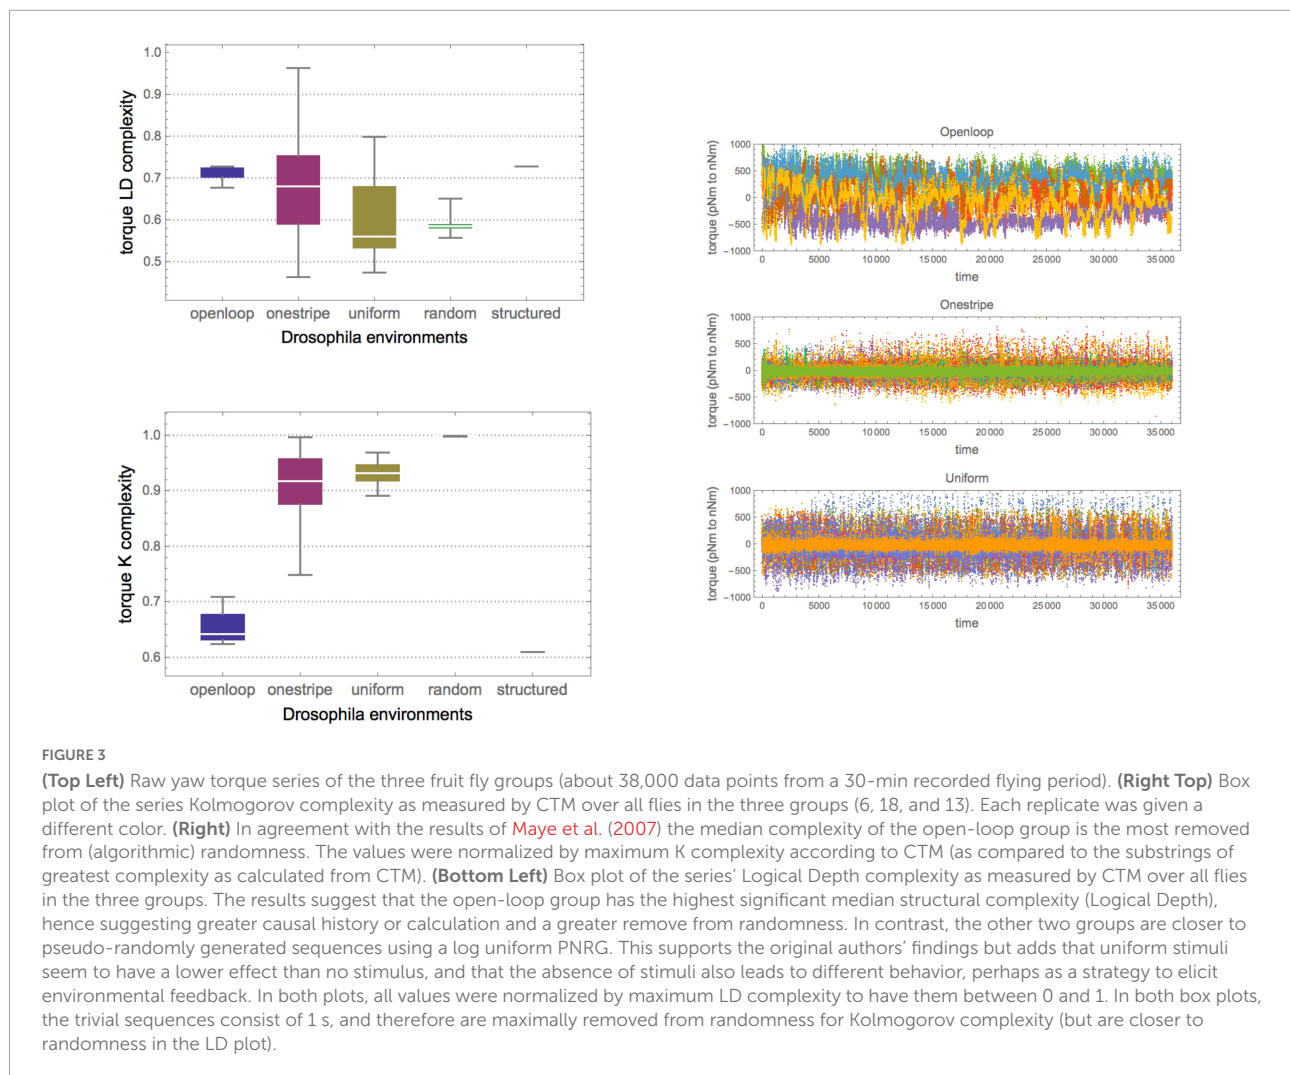 1.0
0.9
0.8
0.7
0.6
0.5
torque LD complexity
openloop onestripe uniform random structured
Drosophila environments
1.0
0.9
0.8
0.7
0.6
torque K complexity
openloop onestripe uniform random structured
Drosophila environments
Openloop
1000
500
0
−500
−1000
torque (pNm to nNm)
0 5000 10 000 15 000 20 000 25 000 30 000 35 000
time
Onestripe
1000
500
0
−500
−1000
torque (pNm to nNm)
0 5000 10 000 15 000 20 000 25 000 30 000 35 000
time
Uniform
1000
500
0
−500
−1000
torque (pNm to nNm)
0 5000 10 000 15 000 20 000 25 000 30 000 35 000
time
FIGURE 3
(Top Left) Raw yaw torque series of the three fruit fly groups (about 38,000 data points from a 30-min recorded flying period). (Right Top) Box
plot of the series Kolmogorov complexity as measured by CTM over all flies in the three groups (6, 18, and 13). Each replicate was given a
different color. (Right) In agreement with the results of Maye et al. (2007) the median complexity of the open-loop group is the most removed
from (algorithmic) randomness. The values were normalized by maximum K complexity according to CTM (as compared to the substrings of
greatest complexity as calculated from CTM). (Bottom Left) Box plot of the series’ Logical Depth complexity as measured by CTM over all flies
in the three groups. The results suggest that the open-loop group has the highest significant median structural complexity (Logical Depth),
hence suggesting greater causal history or calculation and a greater remove from randomness. In contrast, the other two groups are closer to
pseudo-randomly generated sequences using a log uniform PNRG. This supports the original authors’ findings but adds that uniform stimuli
seem to have a lower effect than no stimulus, and that the absence of stimuli also leads to different behavior, perhaps as a strategy to elicit
environmental feedback. In both plots, all values were normalized by maximum LD complexity to have them between 0 and 1. In both box plots,
the trivial sequences consist of 1 s, and therefore are maximally removed from randomness for Kolmogorov complexity (but are closer to
randomness in the LD plot).